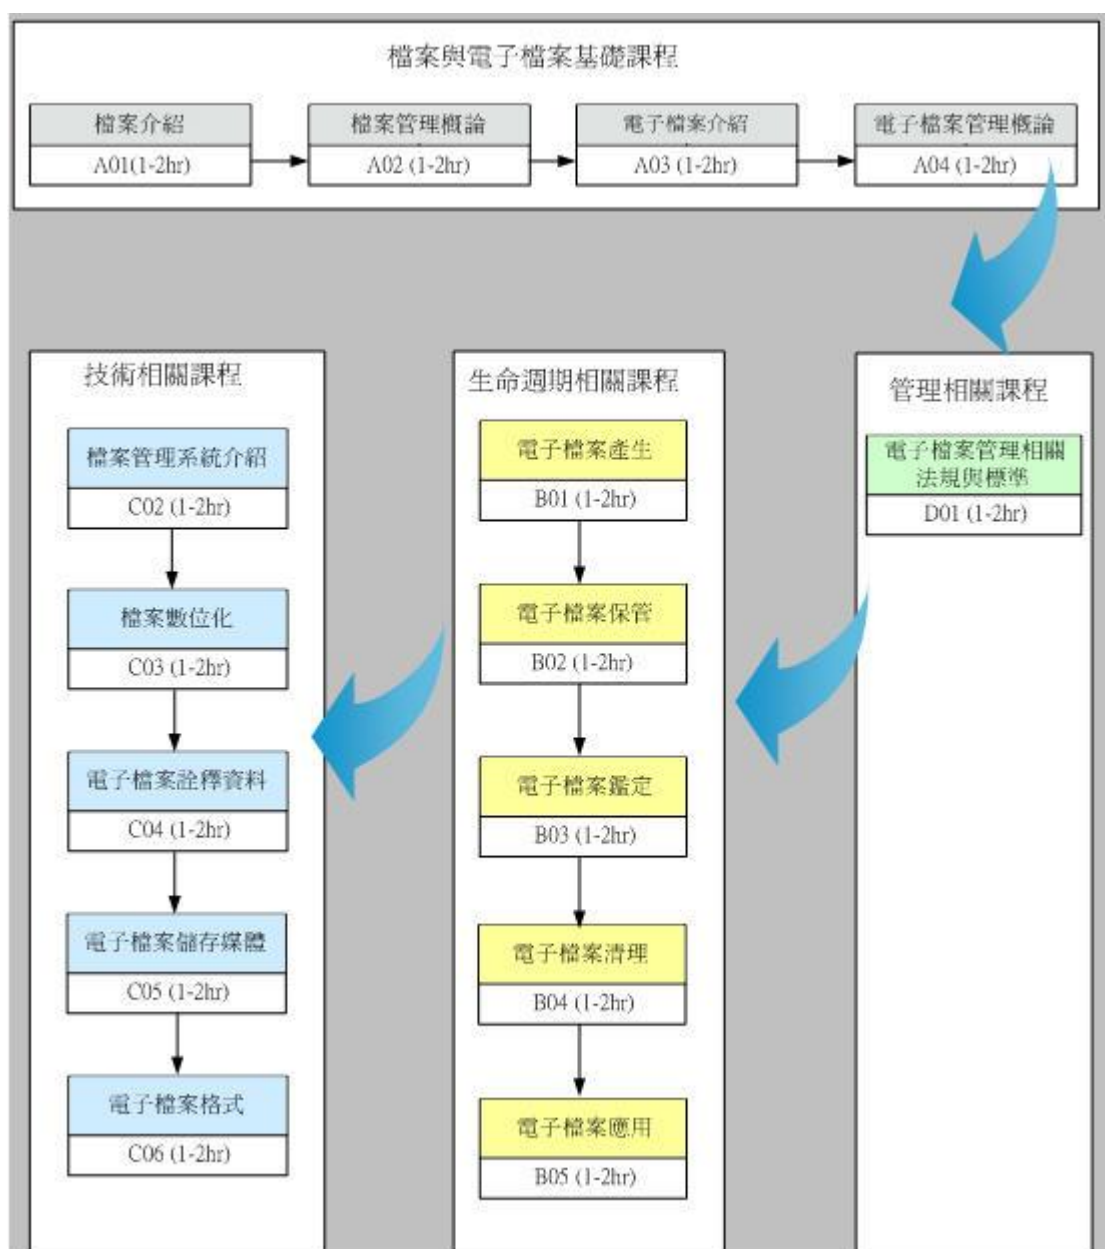 檔案與電子檔案基礎課程
檔案介紹
A01(1-2hr)
檔案管理概論
A02 (1-2hr)
電子檔案介紹
A03 (1-2hr)
電子檔案管理概論
A04 (1-2hr)
技術相關課程
檔案管理系統介紹
C02 (1-2hr)
檔案數位化
C03 (1-2hr)
電子檔案詮釋資料
C04 (1-2hr)
電子檔案儲存媒體
C05 (1-2hr)
電子檔案格式
C06 (1-2hr)
生命週期相關課程
電子檔案產生
B01 (1-2hr)
電子檔案保管
B02 (1-2hr)
電子檔案鑑定
B03 (1-2hr)
電子檔案清理
B04 (1-2hr)
電子檔案應用
B05 (1-2hr)
管理相關課程
電子檔案管理相關
法規與標準
D01 (1-2hr)